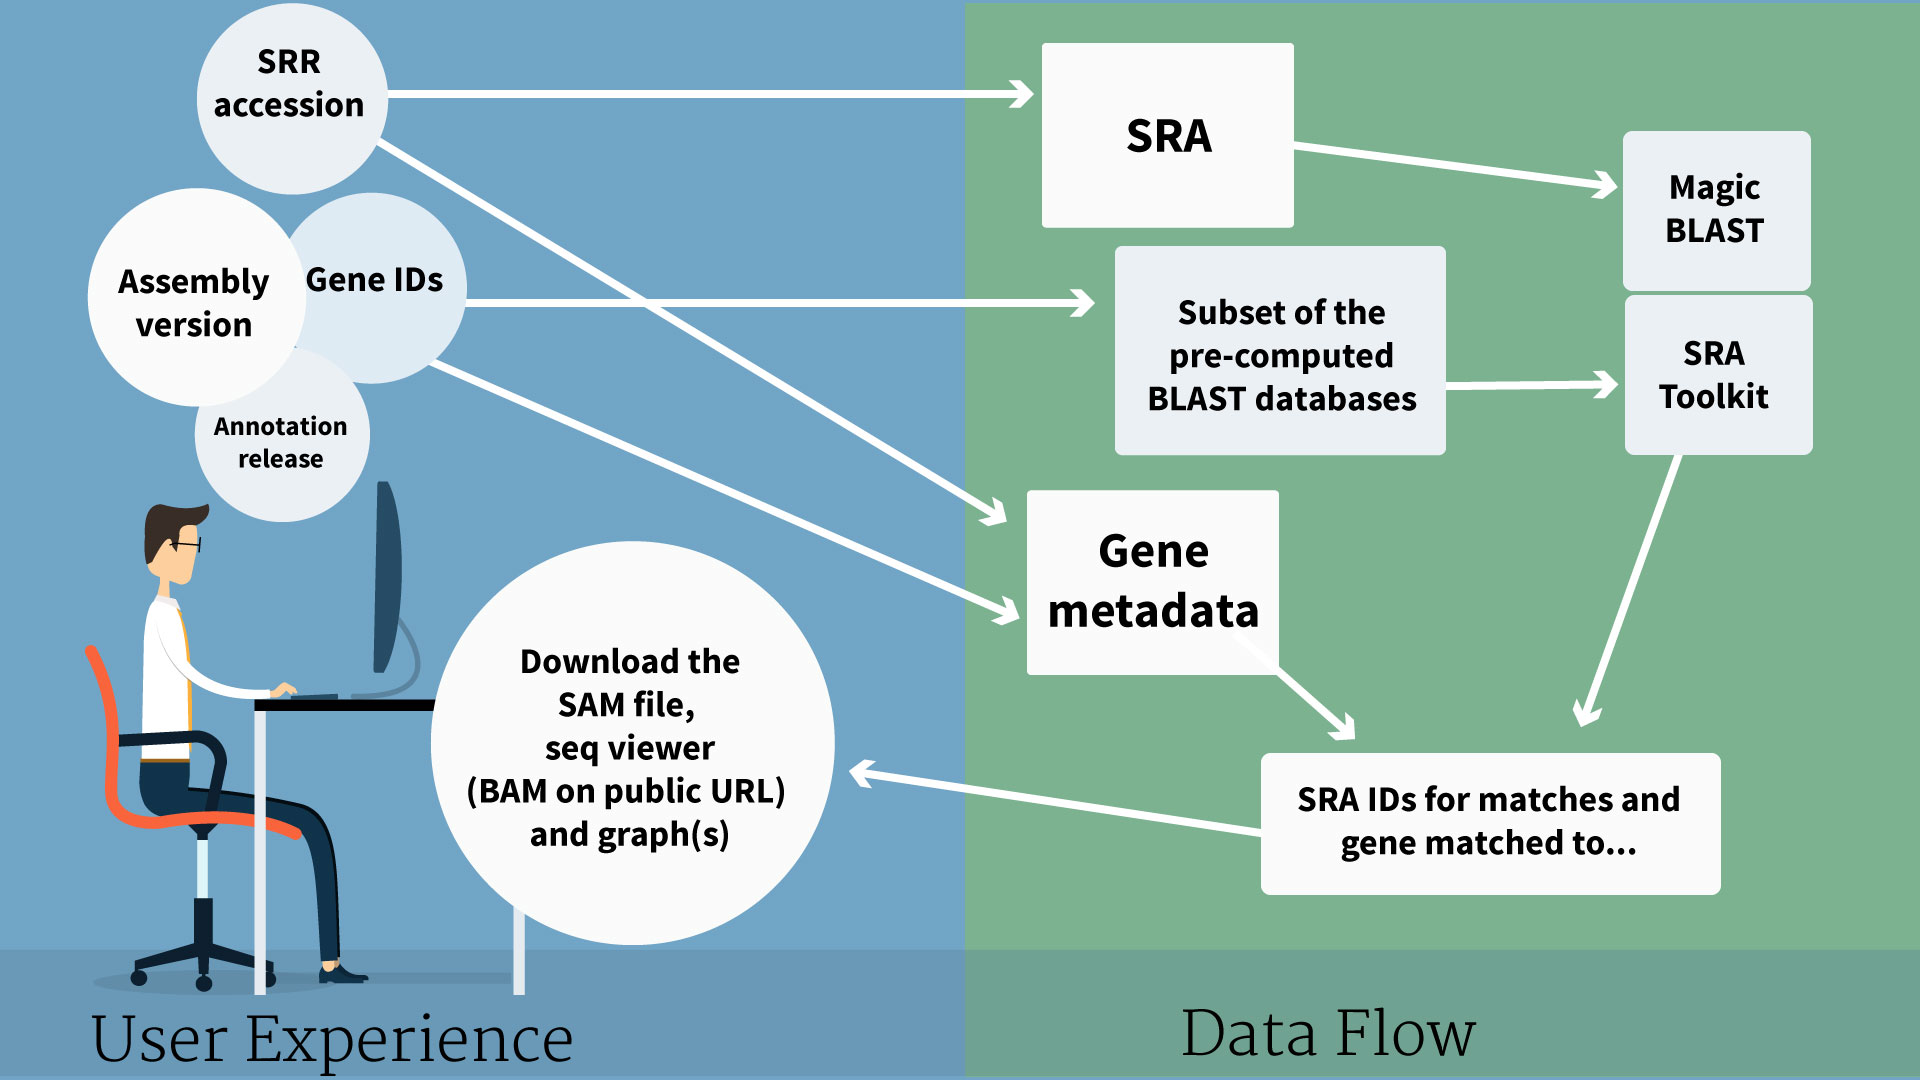 SRR
accession
Assembly
version
Gene IDs
Annotation
release
Download the
SAM file,
seq viewer
(BAM on public URL)
and graph(s)
User Experience
SRA
Magic
BLAST
Subset of the
pre-computed
BLAST databases
SRA
Toolkit
Gene
metadata
SRA IDs for matches and
gene matched to...
Data Flow